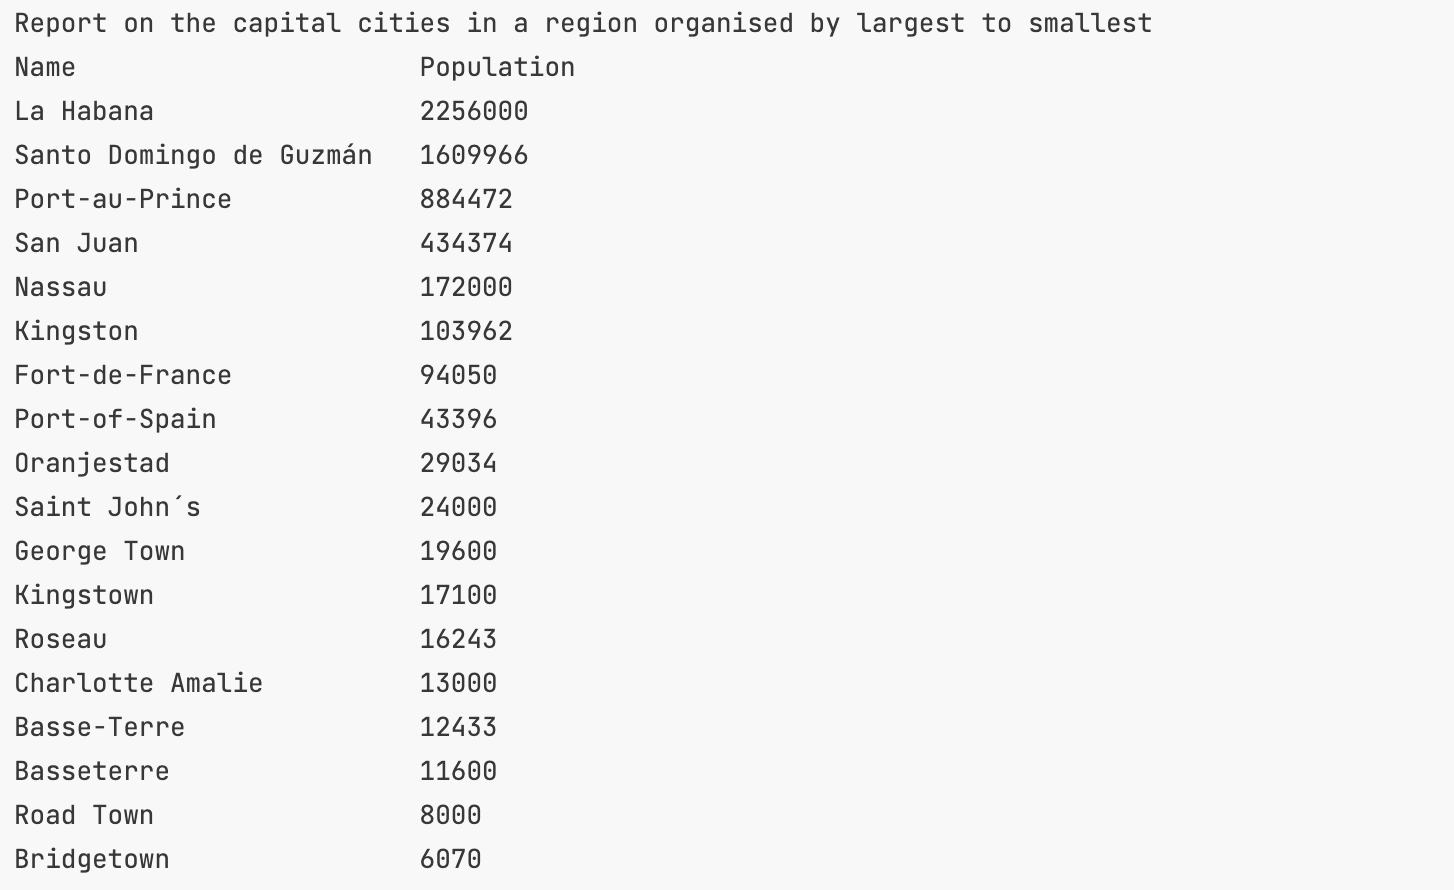 Report on the capital cities in a region organised by largest to smallest
Name Population
La Habana 2256000
Santo Domingo de Guzmán 1609966
Port-au-Prince 884472
San Juan 434374
Nassau 172000
Kingston 103962
Fort-de-France 94050
Port-of-Spain 43396
Oranjestad 29034
Saint John´s 24000
George Town 19600
Kingstown 17100
Roseau 16243
Charlotte Amalie 13000
Basse-Terre 12433
Basseterre 11600
Road Town 8000
Bridgetown 6070